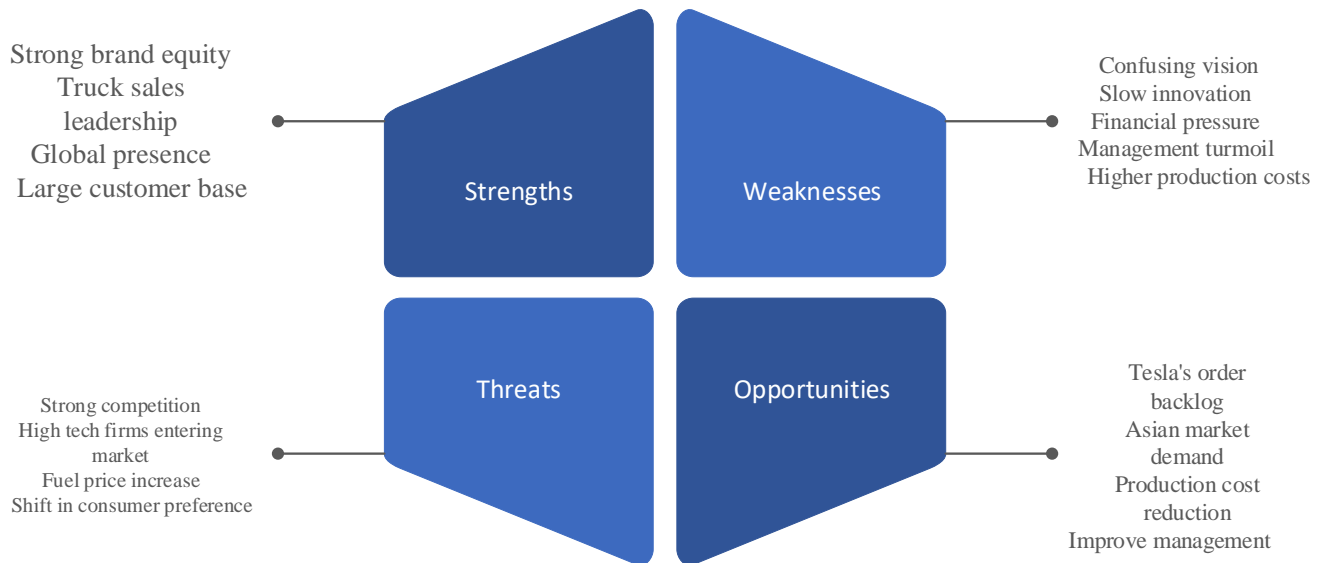 Strong brand equity
Truck sales
leadership
Global presence
Large customer base
Strengths
Weaknesses
Confusing vision
Slow innovation
Financial pressure
Management turmoil
Higher production costs
Strong competition
High tech firms entering
market
Fuel price increase
Shift in consumer preference
Threats
Opportunities
Tesla's order
backlog
Asian market
demand
Production cost
reduction
Improve management